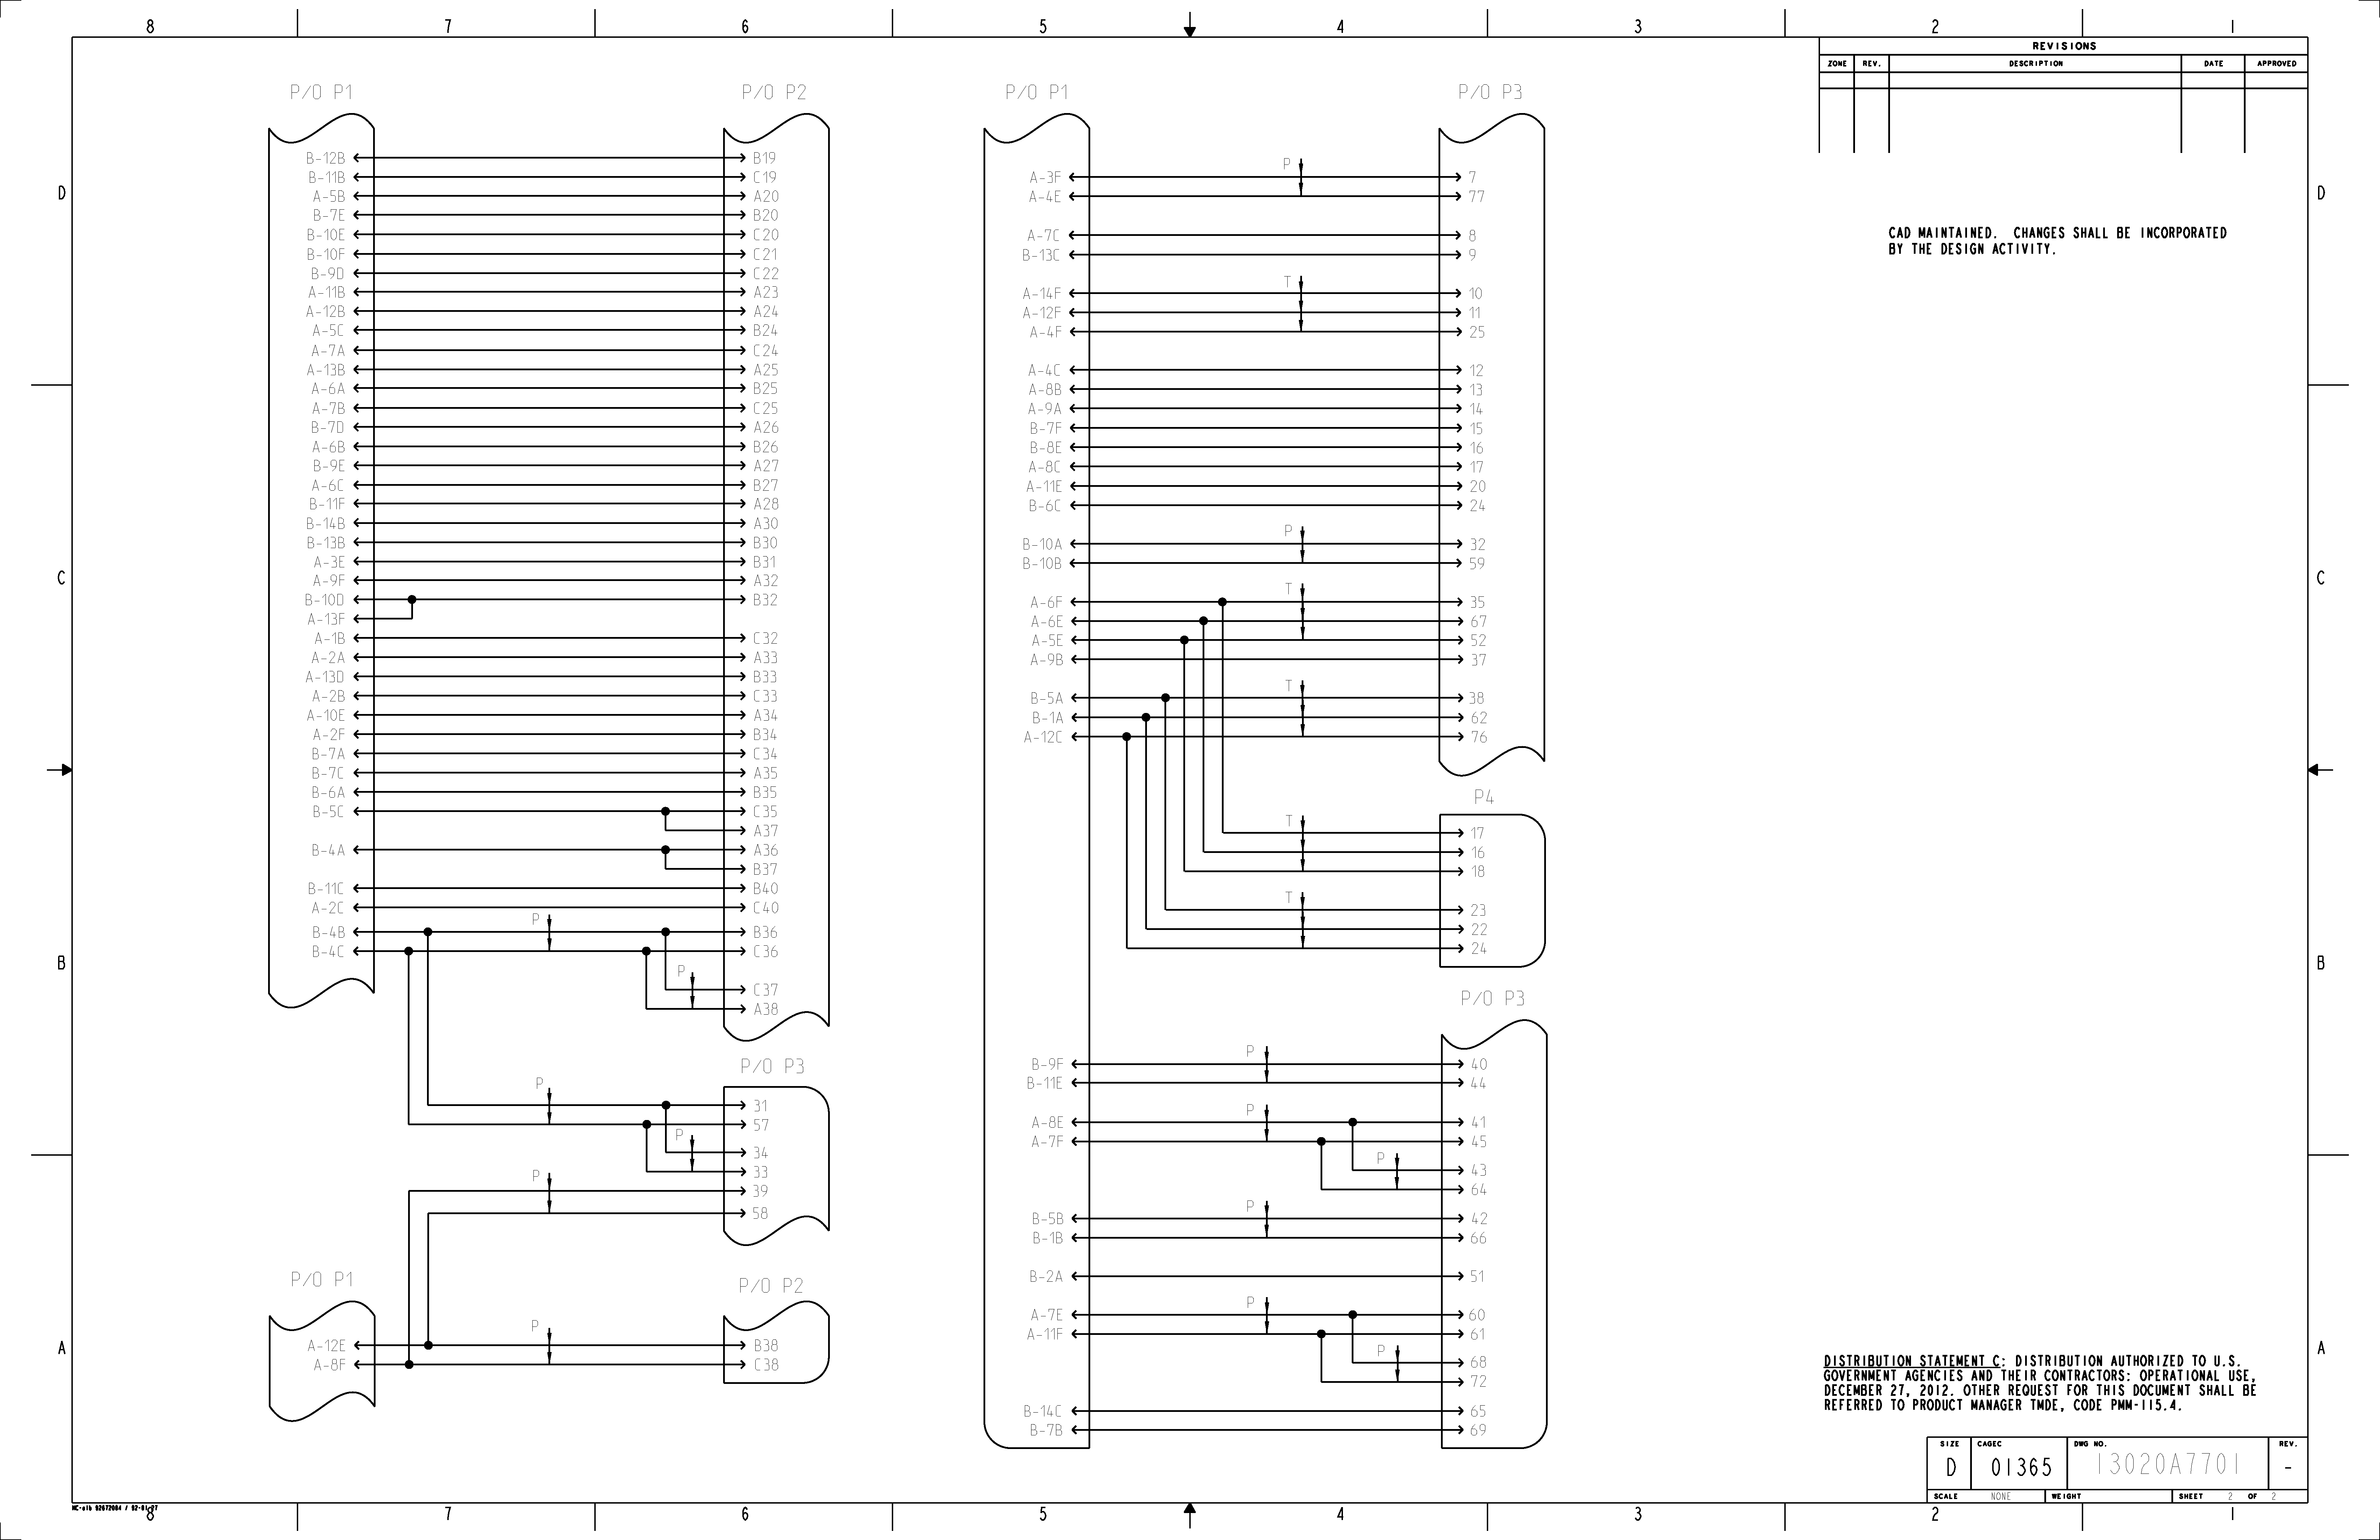 8 7 6 5 4 3 2 1
REVISIONS
ZONE REV. DESCRIPTION DATE APPROVED
P/O P1 P/O P2
B-12B B19
B-11B C19
A-5B A20
B-7E B20
B-10E C20
B-10F C21
B-9D C22
A-11B A23
A-12B A24
A-5C B24
A-7A C24
A-13B A25
A-6A B25
A-7B C25
B-7D A26
A-6B B26
B-9E A27
A-6C B27
B-11F A28
B-14B A30
B-13B B30
A-3E B31
A-9F A32
B-10D B32
A-13F
A-1B C32
A-2A A33
A-13D B33
A-2B C33
A-10E A34
A-2F B34
B-7A C34
B-7C A35
B-6A B35
B-5C C35
A37
B-4A A36
B37
B-11C B40
A-2C C40
P
B-4B B36
B-4C C36
P
C37
A38
P/O P3
P
31
57
P
34
33
P
39
58
P/O P1 P/O P2
P
A-12E B38
A-8F C38
P/O P1 P/O P3
P
A-3F 7
A-4E 77
A-7C 8
B-13C 9
T
A-14F 10
A-12F 11
A-4F 25
A-4C 12
A-8B 13
A-9A 14
B-7F 15
B-8E 16
A-8C 17
A-11E 20
B-6C 24
P
B-10A 32
B-10B 59
T
A-6F 35
A-6E 67
A-5E 52
A-9B 37
T
B-5A 38
B-1A 62
A-12C 76
P4
T
17
16
18
T
23
22
24
P/O P3
P
B-9F 40
B-11E 44
P
A-8E 41
A-7F 45
P
43
64
P
B-5B 42
B-1B 66
B-2A 51
P
A-7E 60
A-11F 61
P
68
72
B-14C 65
B-7B 69
D D
C C
B B
A A
CAD MAINTAINED. CHANGES SHALL BE INCORPORATED
BY THE DESIGN ACTIVITY.
DISTRIBUTION STATEMENT C: DISTRIBUTION AUTHORIZED TO U.S.
GOVERNMENT AGENCIES AND THEIR CONTRACTORS: OPERATIONAL USE,
DECEMBER 27, 2012. OTHER REQUEST FOR THIS DOCUMENT SHALL BE
REFERRED TO PRODUCT MANAGER TMDE, CODE PMM-115.4.
SIZE CAGEC DWG NO. REV.
D 01365 13020A7701 -
SCALE NONE WEIGHT SHEET 2 OF 2
8 7 6 5 4 3 2 1